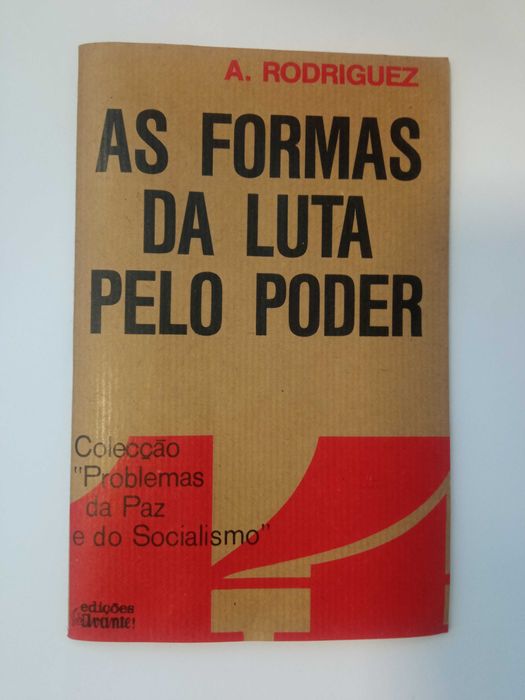 A. RODRIGUEZ
AS FORMAS
DA LUTA
PELO PODER
Colecção
"Problemas
da Paz
e do Socialismo"
edições
Avante!